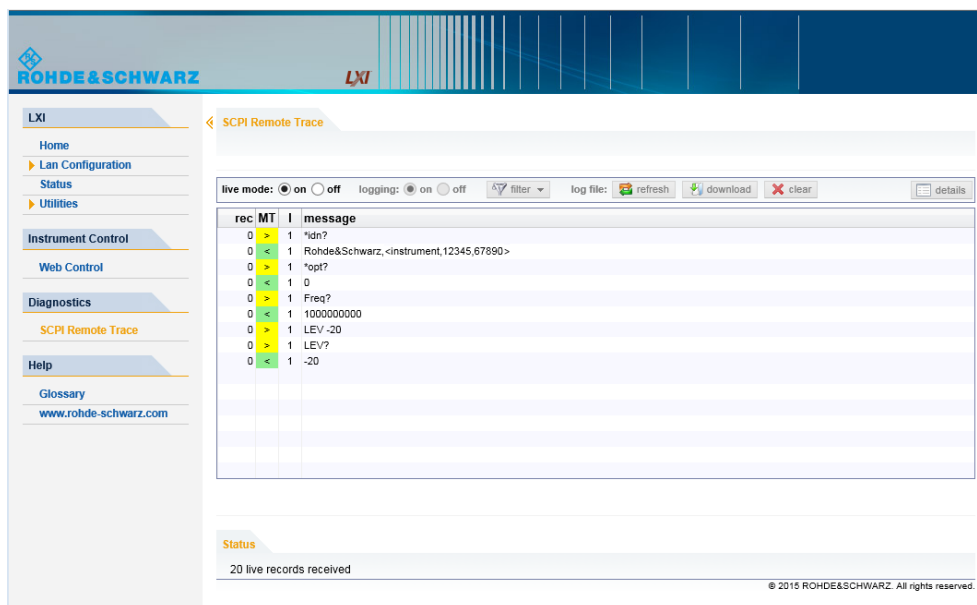 ROHDE&SCHWARZ
LXI
LXI
Home
Lan Configuration
Status
Utilities
Instrument Control
Web Control
Diagnostics
SCPI Remote Trace
Help
Glossary
www.rohde-schwarz.com
SCPI Remote Trace
live mode: on off logging: on off filter log file: refresh download clear details
rec MT I message
0 > 1 *idn?
0 < 1 Rohde&Schwarz,<instrument,12345,67890>
0 > 1 *opt?
0 < 1 0
0 > 1 Freq?
0 < 1 1000000000
0 > 1 LEV -20
0 > 1 LEV?
0 < 1 -20
Status
20 live records received
© 2015 ROHDE&SCHWARZ. All rights reserved.